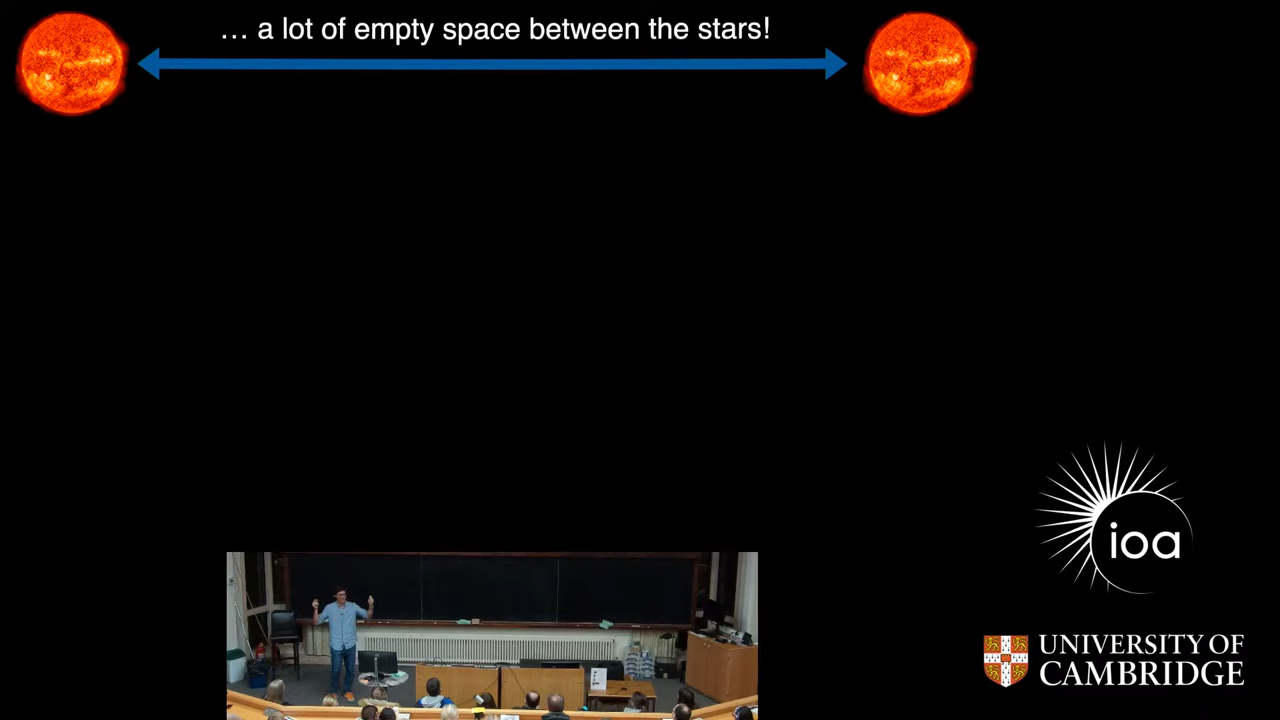 … a lot of empty space between the stars!
ioa
UNIVERSITY OF
CAMBRIDGE